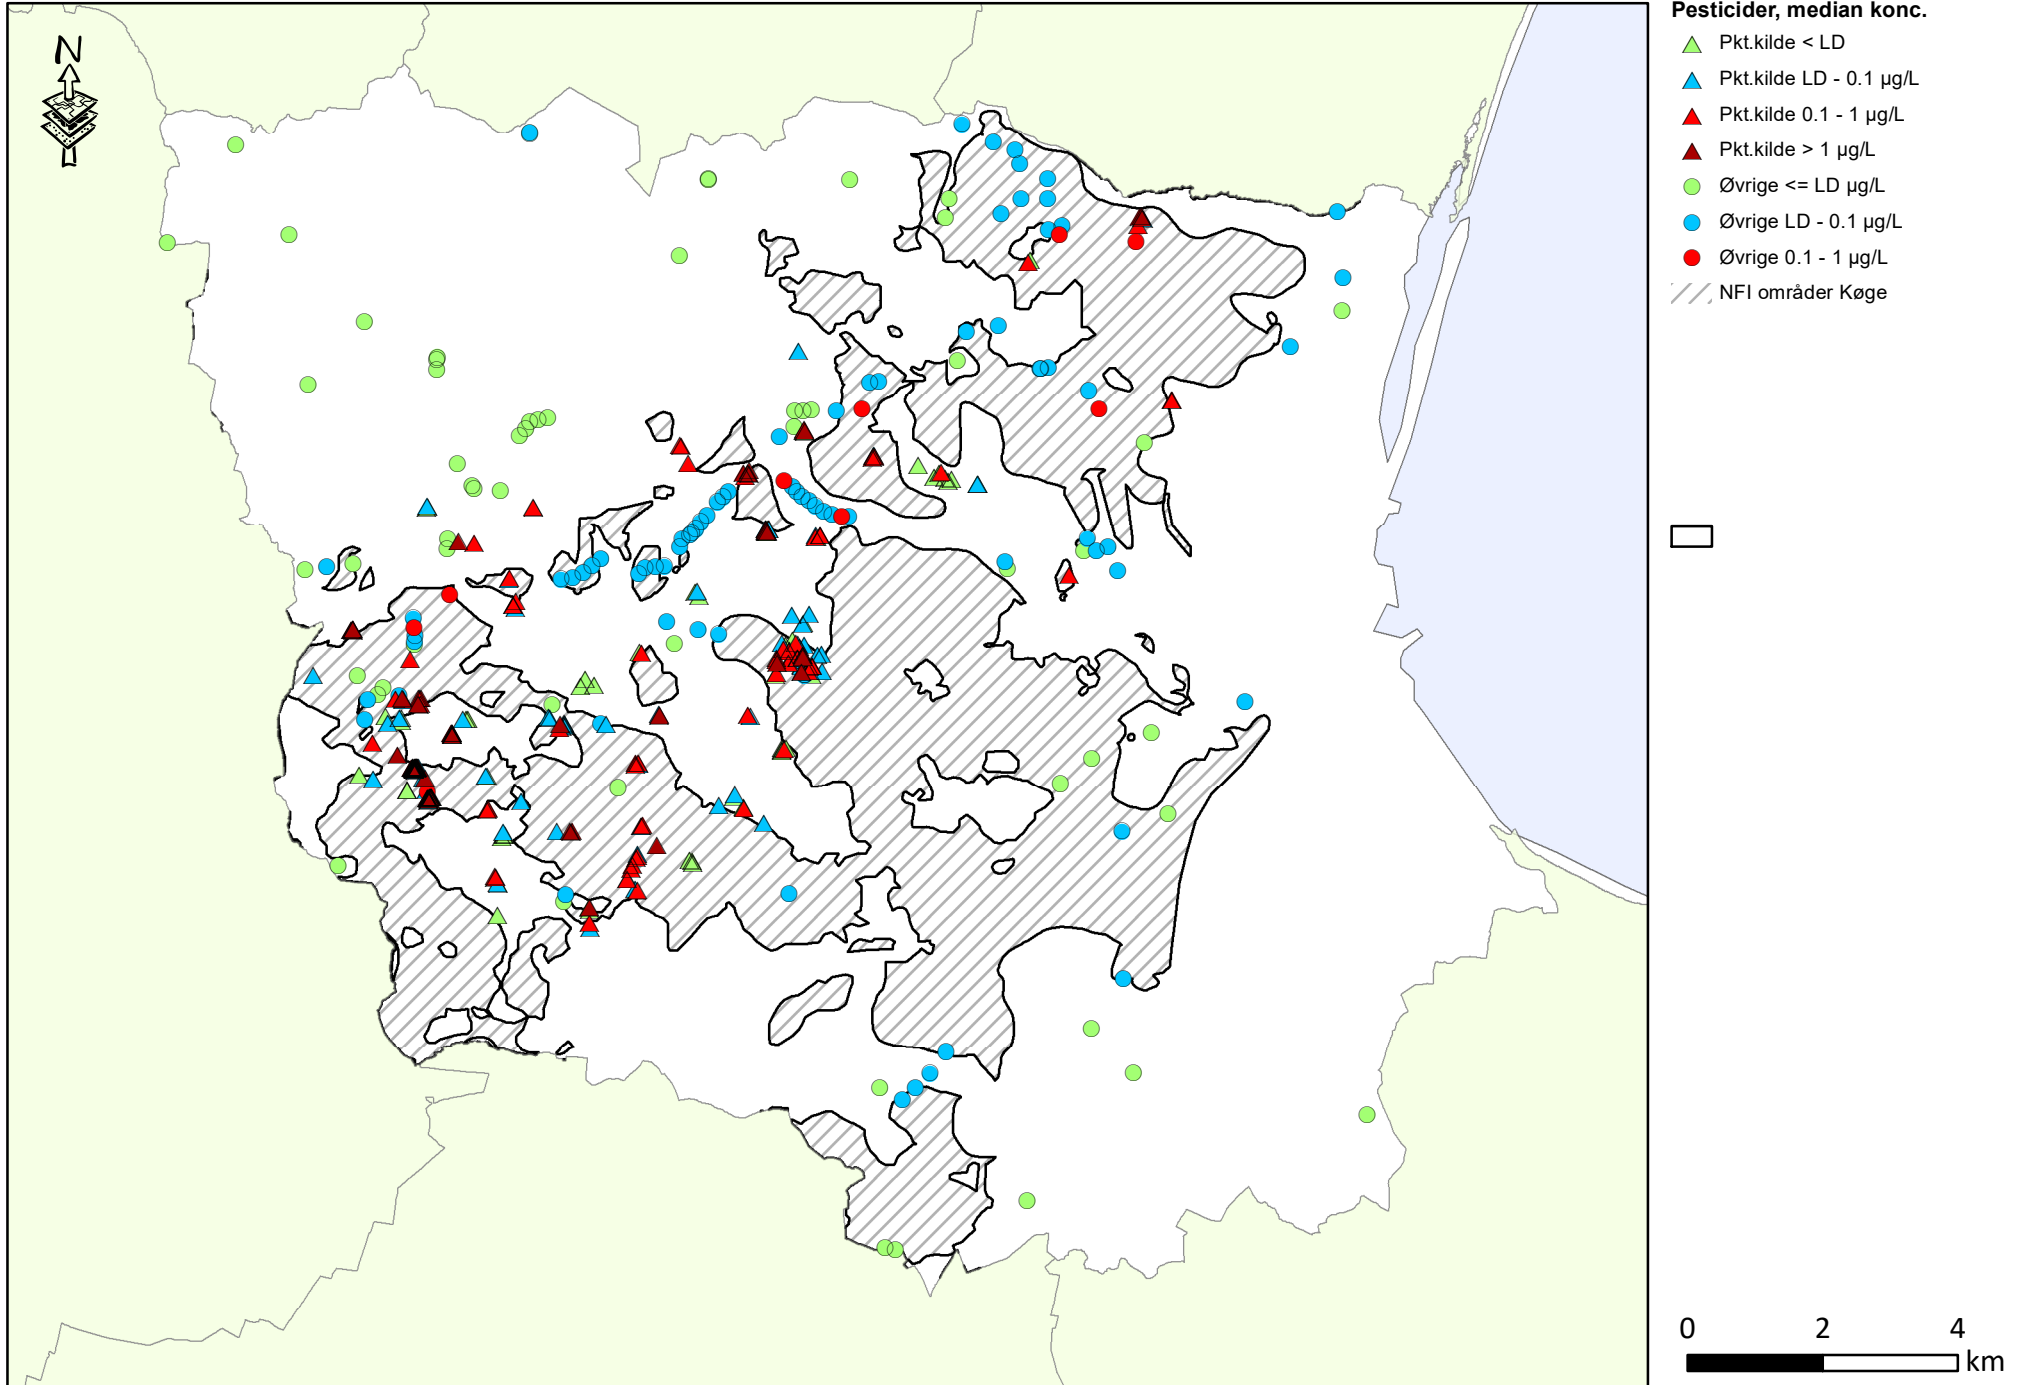 N
Pesticider, median konc.
Pkt.kilde < LD
Pkt.kilde LD - 0.1 µg/L
Pkt.kilde 0.1 - 1 µg/L
Pkt.kilde > 1 µg/L
Øvrige <= LD µg/L
Øvrige LD - 0.1 µg/L
Øvrige 0.1 - 1 µg/L
NFI områder Køge
0 2 4
km